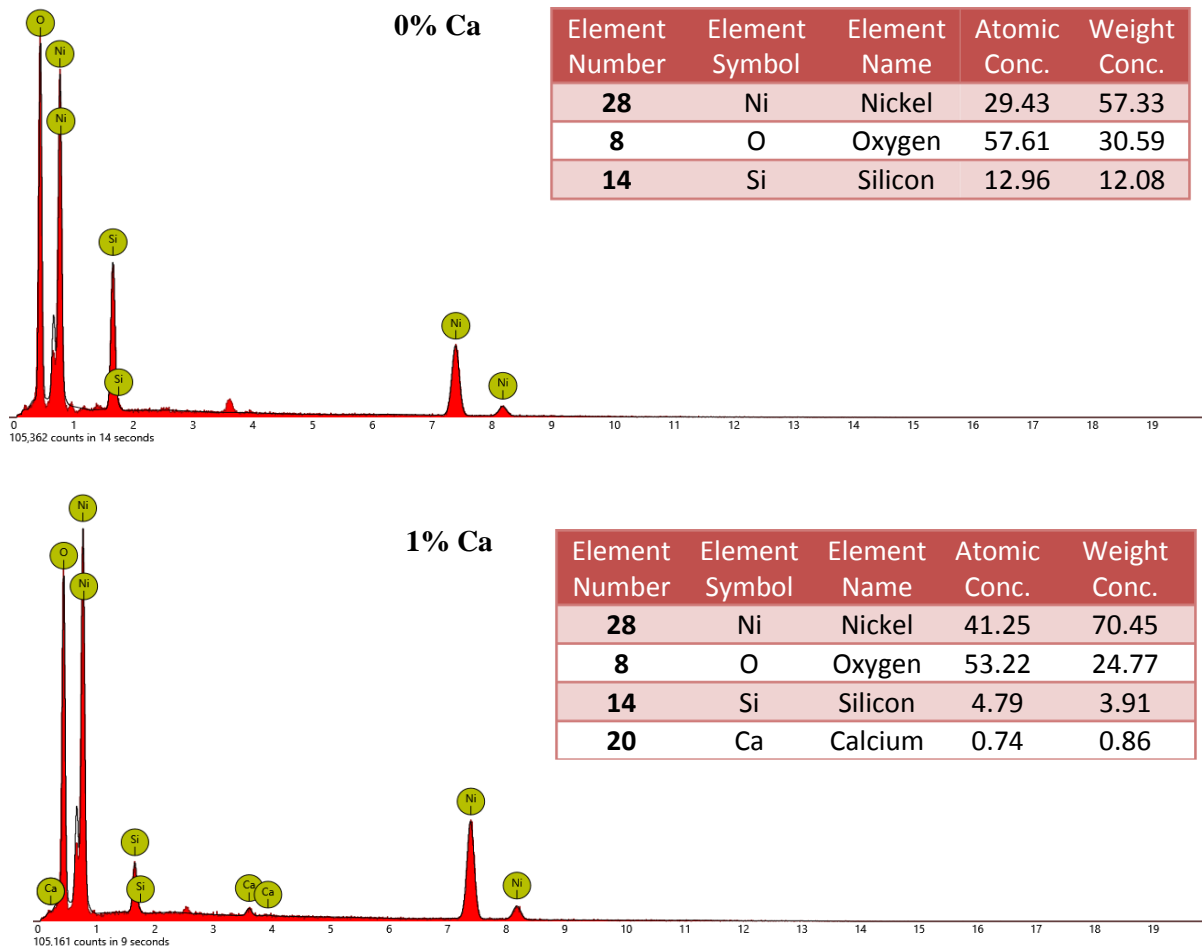 O
Ni
Ni
Si
Si
Ni
Ni
0% Ca
Element Number Element Symbol Element Name Atomic Conc. Weight Conc.
28 Ni Nickel 29.43 57.33
8 O Oxygen 57.61 30.59
14 Si Silicon 12.96 12.08
0 1 2 3 4 5 6 7 8 9 10 11 12 13 14 15 16 17 18 19
105,362 counts in 14 seconds
Ni
O
Ni
Si
Ca
Si
Ca
Ca
Ni
Ni
1% Ca
Element Number Element Symbol Element Name Atomic Conc. Weight Conc.
28 Ni Nickel 41.25 70.45
8 O Oxygen 53.22 24.77
14 Si Silicon 4.79 3.91
20 Ca Calcium 0.74 0.86
0 1 2 3 4 5 6 7 8 9 10 11 12 13 14 15 16 17 18 19
105,161 counts in 9 seconds